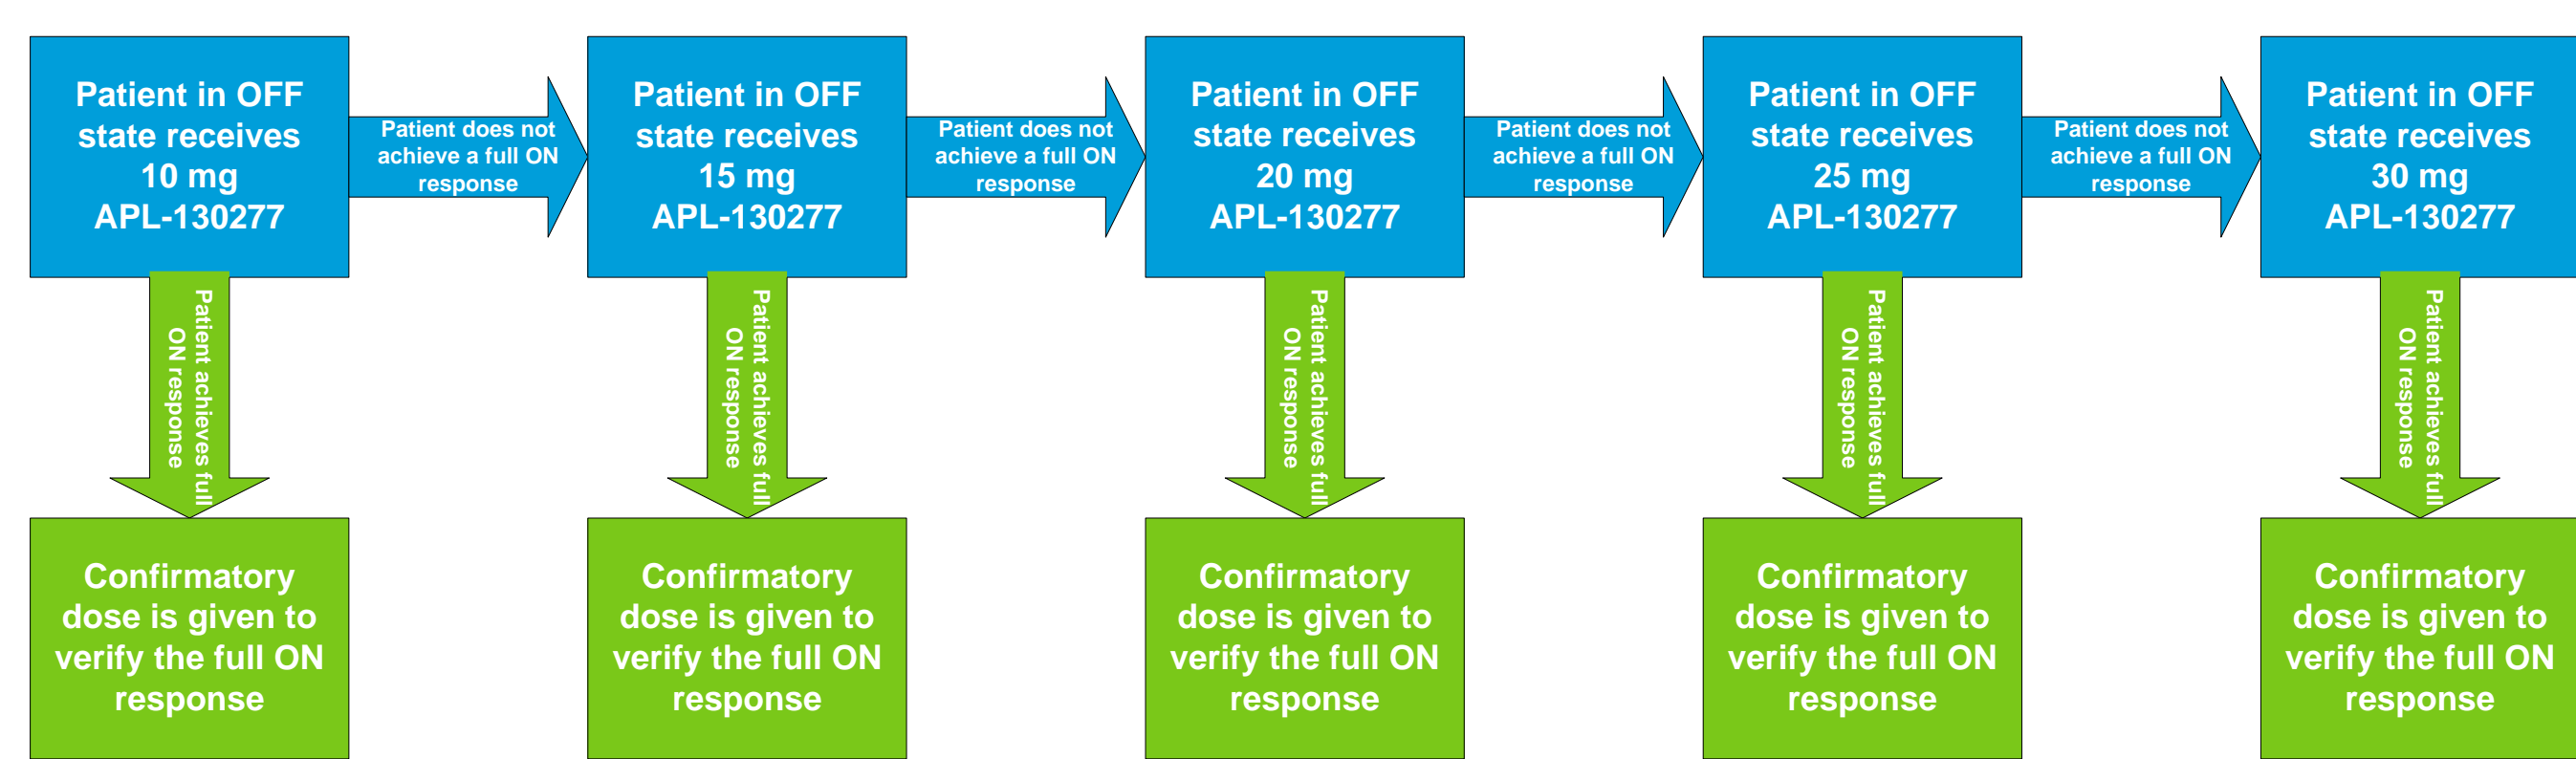 Patient in OFF
state receives
10 mg
APL-130277
Patient does not
achieve a full ON
response
Patient in OFF
state receives
15 mg
APL-130277
Patient does not
achieve a full ON
response
Patient in OFF
state receives
20 mg
APL-130277
Patient does not
achieve a full ON
response
Patient in OFF
state receives
25 mg
APL-130277
Patient does not
achieve a full ON
response
Patient in OFF
state receives
30 mg
APL-130277
Patient achieves full
ON response
Patient achieves full
ON response
Patient achieves full
ON response
Patient achieves full
ON response
Patient achieves full
ON response
Confirmatory
dose is given to
verify the full ON
response
Confirmatory
dose is given to
verify the full ON
response
Confirmatory
dose is given to
verify the full ON
response
Confirmatory
dose is given to
verify the full ON
response
Confirmatory
dose is given to
verify the full ON
response